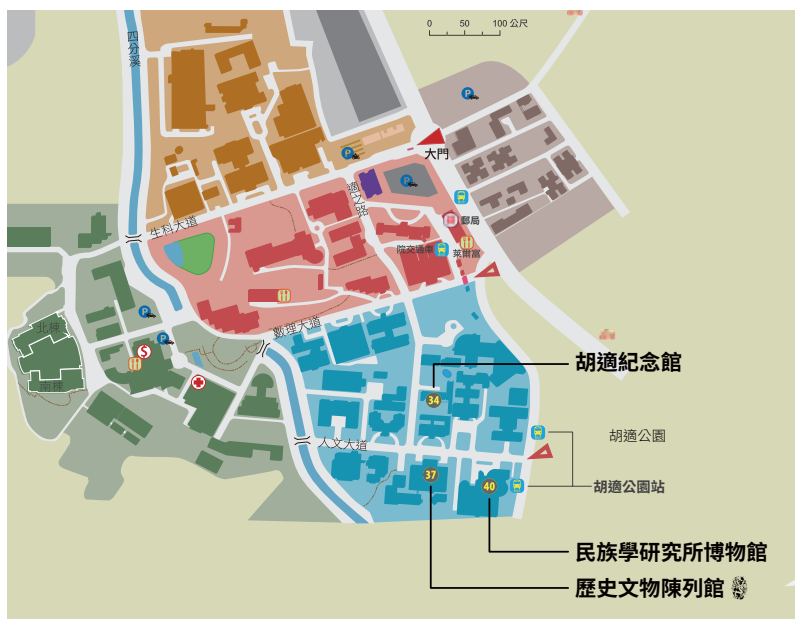 0 50 100 公尺
四分溪
P
P
大門
P
適之路
生科大道
郵局
院交通車
萊爾富
P
數理大道
北棟
P
$
南棟
胡適紀念館
34
胡適公園
人文大道
37
40
胡適公園站
民族學研究所博物館
歷史文物陳列館